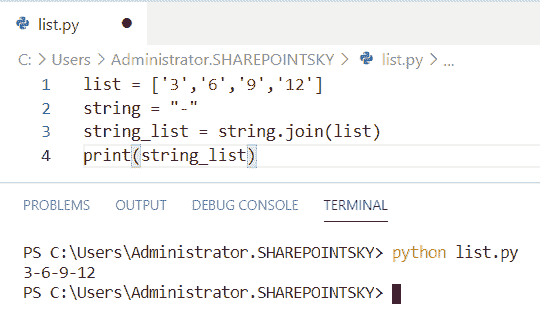 list.py
C: > Users > Administrator.SHAREPOINTSKY > list.py > ...
1 list = ['3','6','9','12']
2 string = "-"
3 string_list = string.join(list)
4 print(string_list)
PROBLEMS OUTPUT DEBUG CONSOLE TERMINAL
PS C:\Users\Administrator.SHAREPOINTSKY> python list.py
3-6-9-12
PS C:\Users\Administrator.SHAREPOINTSKY>